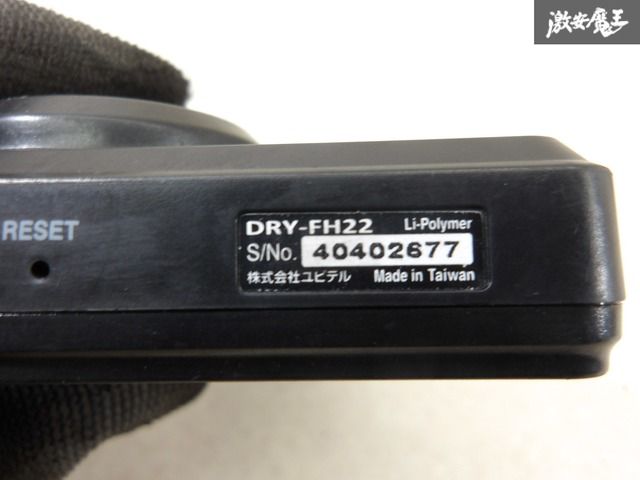 激安魔王
RESET
DRY-FH22 Li-Polymer
S/No. 40402677
株式会社ユピテル Made in Taiwan